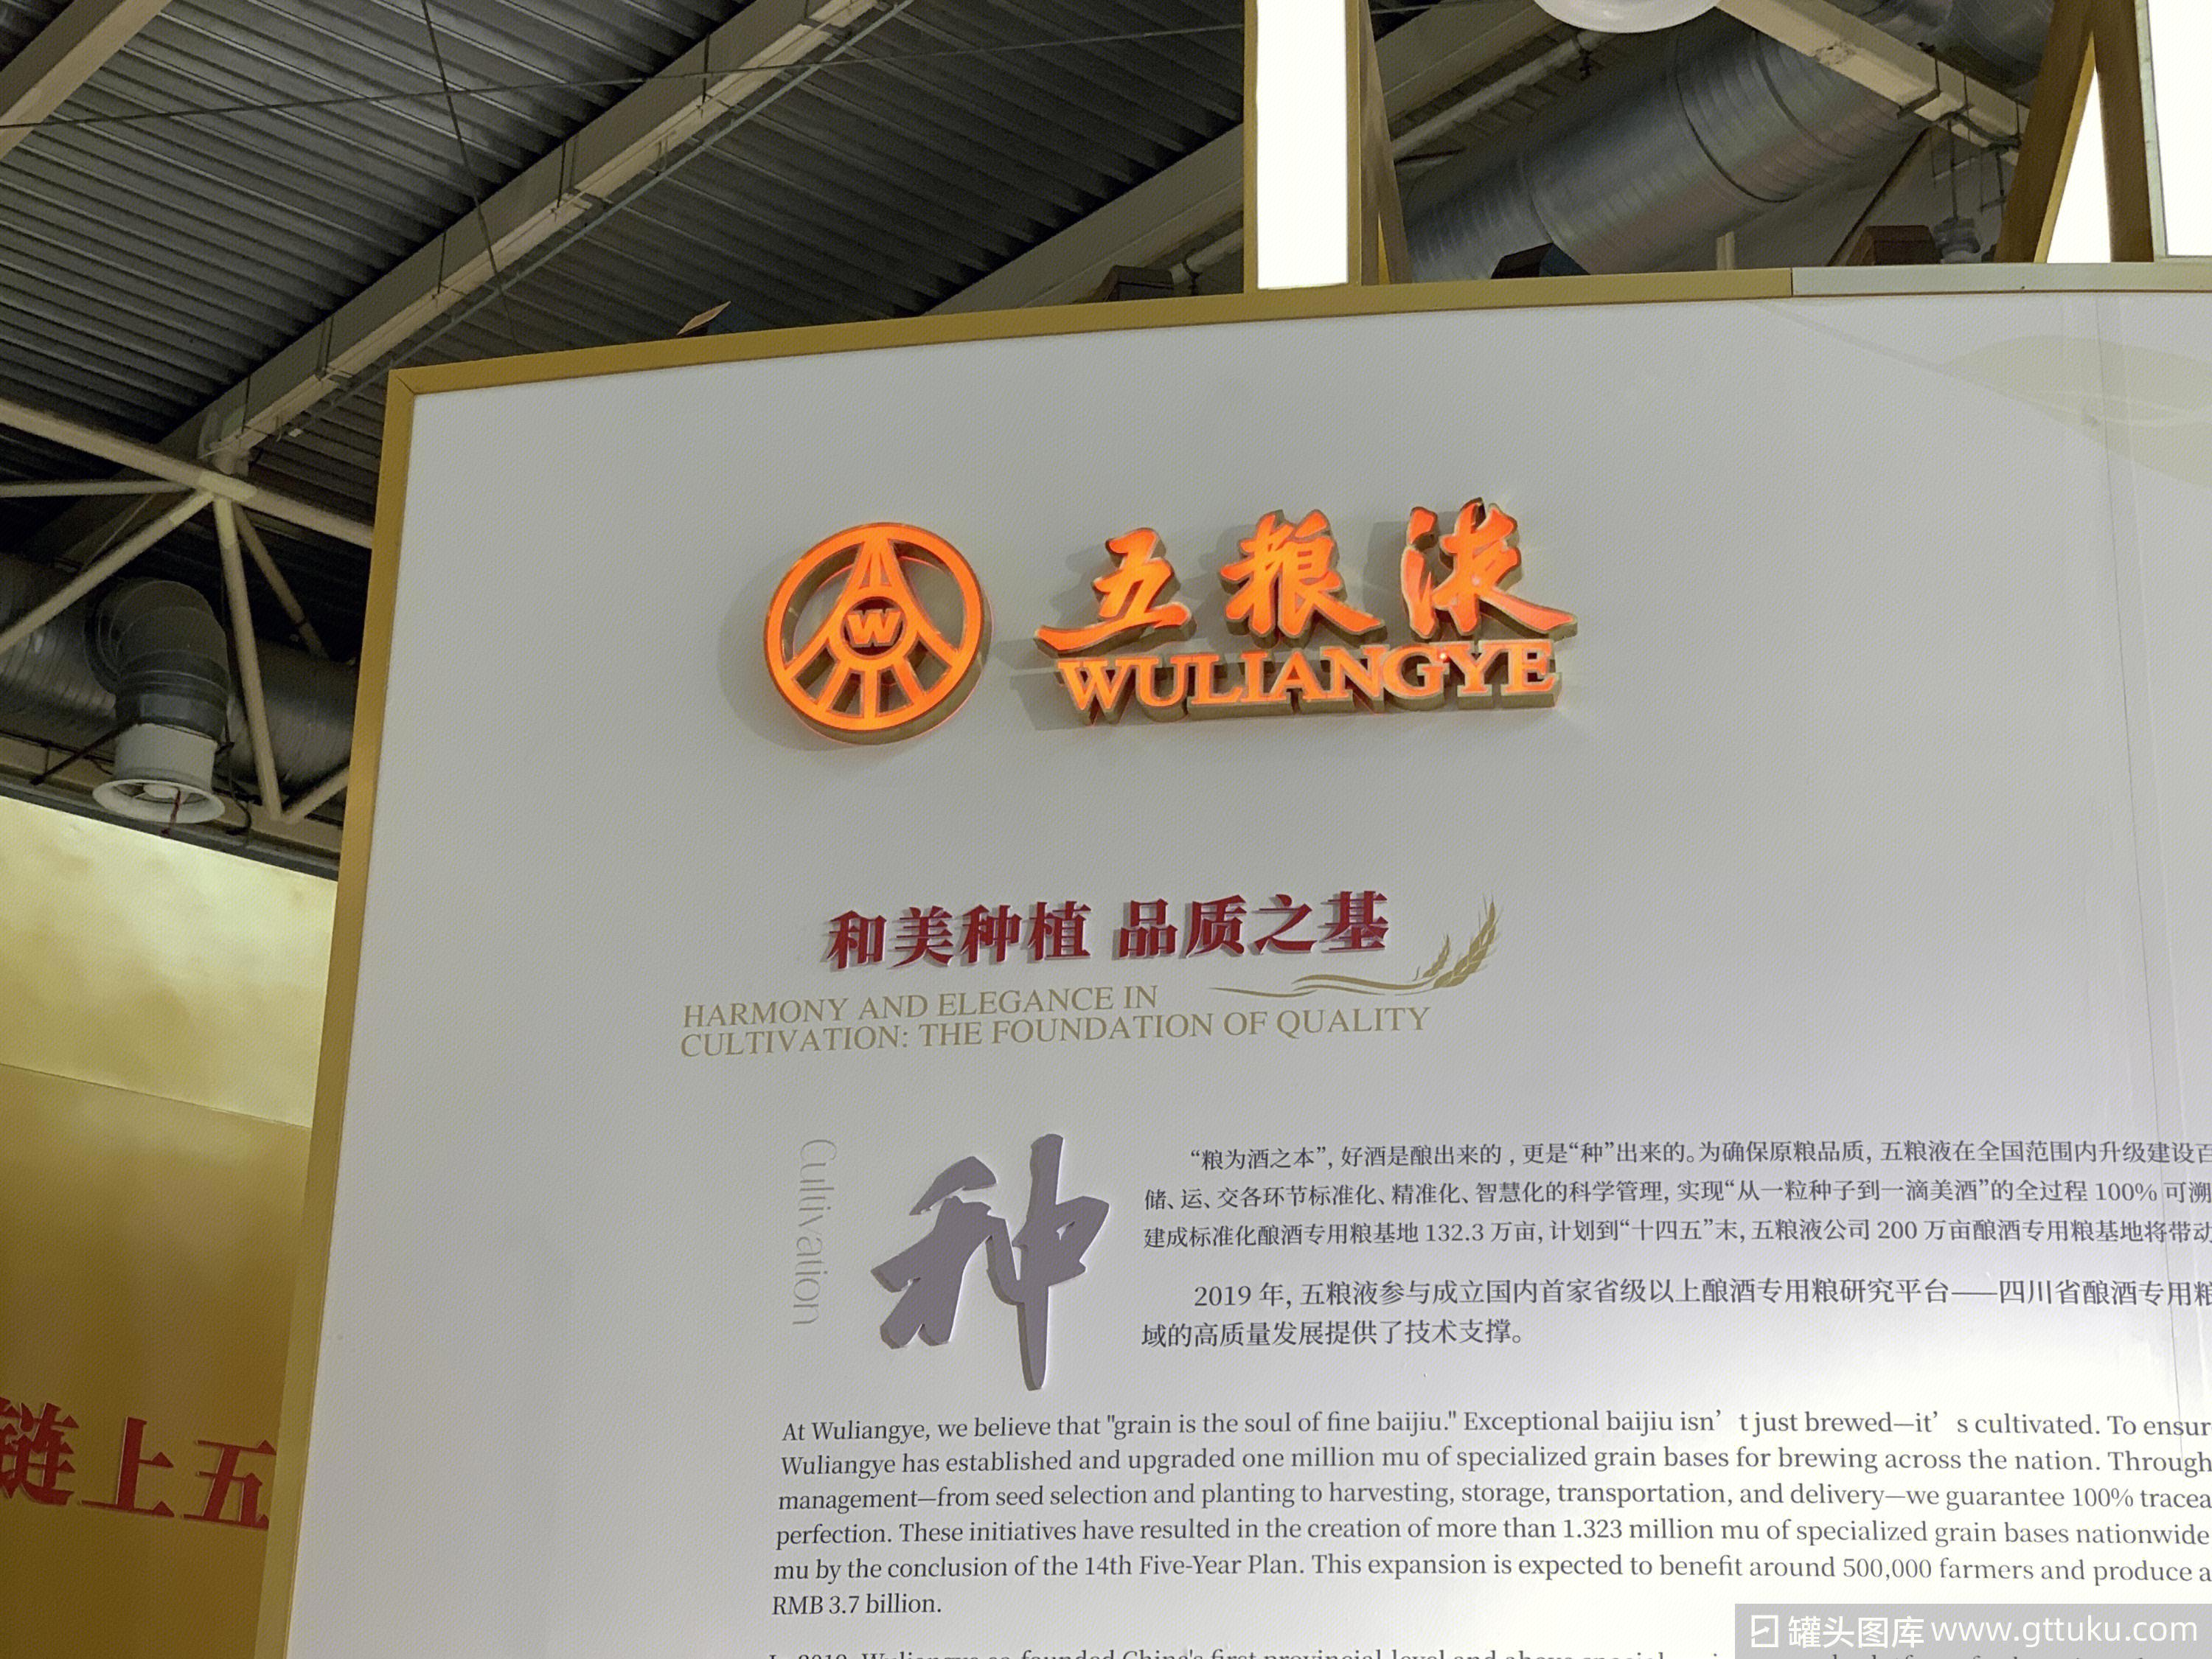 五粮液
W
WULIANGYE
和美种植 品质之基
HARMONY AND ELEGANCE IN
CULTIVATION: THE FOUNDATION OF QUALITY
Cultivation
种
“粮为酒之本”, 好酒是酿出来的 , 更是“种”出来的。为确保原粮品质, 五粮液在全国范围内升级建设百
储、运、交各环节标准化、精准化、智慧化的科学管理, 实现“从一粒种子到一滴美酒”的全过程 100% 可溯
建成标准化酿酒专用粮基地 132.3 万亩, 计划到“十四五”末, 五粮液公司 200 万亩酿酒专用粮基地将带动
2019 年, 五粮液参与成立国内首家省级以上酿酒专用粮研究平台——四川省酿酒专用粮
域的高质量发展提供了技术支撑。
At Wuliangye, we believe that "grain is the soul of fine baijiu." Exceptional baijiu isn’ t just brewed—it’ s cultivated. To ensur
Wuliangye has established and upgraded one million mu of specialized grain bases for brewing across the nation. Through
management—from seed selection and planting to harvesting, storage, transportation, and delivery—we guarantee 100% tracea
perfection. These initiatives have resulted in the creation of more than 1.323 million mu of specialized grain bases nationwide
mu by the conclusion of the 14th Five-Year Plan. This expansion is expected to benefit around 500,000 farmers and produce a
RMB 3.7 billion.
链上五
罐头图库 www.gttuku.com